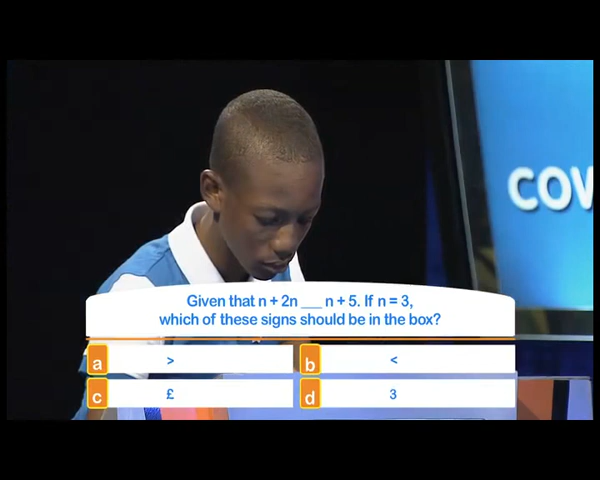 COV
Given that n + 2n ___ n + 5. If n = 3,
which of these signs should be in the box?
a >
b <
c £
d 3